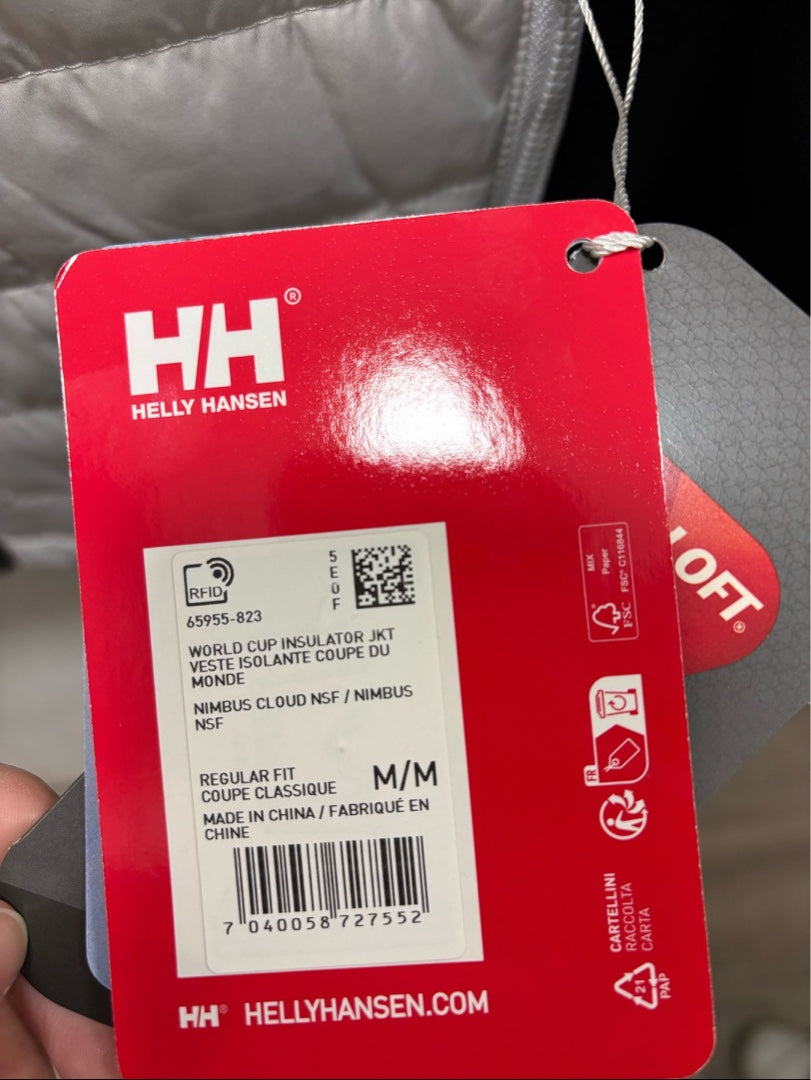 HH®
HELLY HANSEN
RFID
5
E
0
F
65955-823
WORLD CUP INSULATOR JKT
VESTE ISOLANTE COUPE DU
MONDE
NIMBUS CLOUD NSF / NIMBUS
NSF
REGULAR FIT
COUPE CLASSIQUE
M/M
MADE IN CHINA / FABRIQUÉ EN
CHINE
7 040058 727552
HH® HELLYHANSEN.COM
MIX
Paper
FSC® C116844
FSC
FR
CARTELLINI
RACCOLTA
CARTA
21
PAP
LOFT®